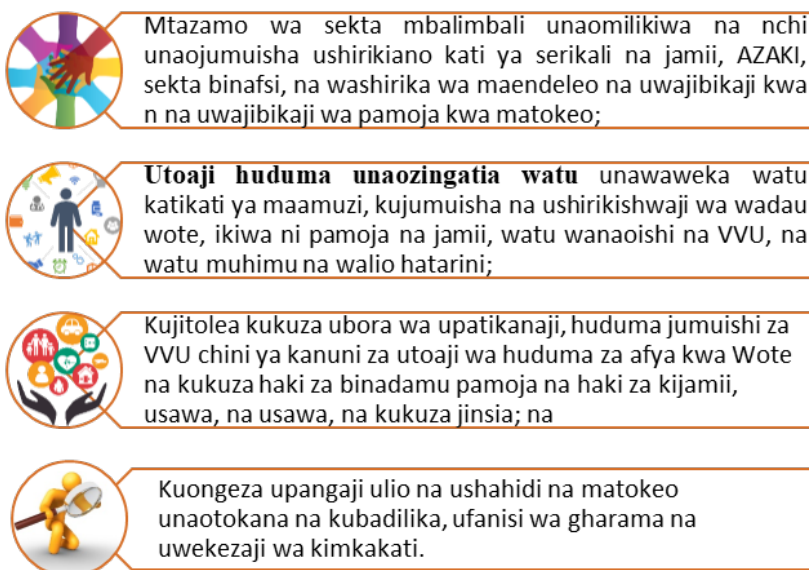 Mtazamo wa sekta mbalimbali unaomilikiwa na nchi
unaojumuisha ushirikiano kati ya serikali na jamii, AZAKI,
sekta binafsi, na washirika wa maendeleo na uwajibikaji kwa
n na uwajibikaji wa pamoja kwa matokeo;
Utoaji huduma unaozingatia watu unawaweka watu
katikati ya maamuzi, kujumuisha na ushirikishwaji wa wadau
wote, ikiwa ni pamoja na jamii, watu wanaoishi na VVU, na
watu muhimu na walio hatarini;
Kujitolea kukuza ubora wa upatikanaji, huduma jumuishi za
VVU chini ya kanuni za utoaji wa huduma za afya kwa Wote
na kukuza haki za binadamu pamoja na haki za kijamii,
usawa, na usawa, na kukuza jinsia; na
Kuongeza upangaji ulio na ushahidi na matokeo
unaotokana na kubadilika, ufanisi wa gharama na
uwekezaji wa kimkakati.